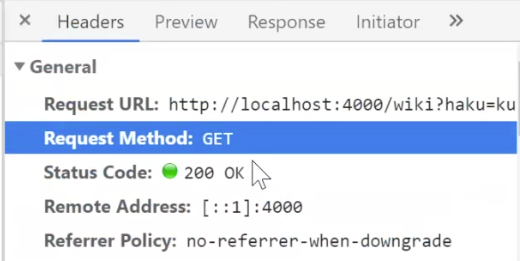 × Headers Preview Response Initiator »
▼ General
Request URL: http://localhost:4000/wiki?haku=ku
Request Method: GET
Status Code: 200 OK
Remote Address: [::1]:4000
Referrer Policy: no-referrer-when-downgrade